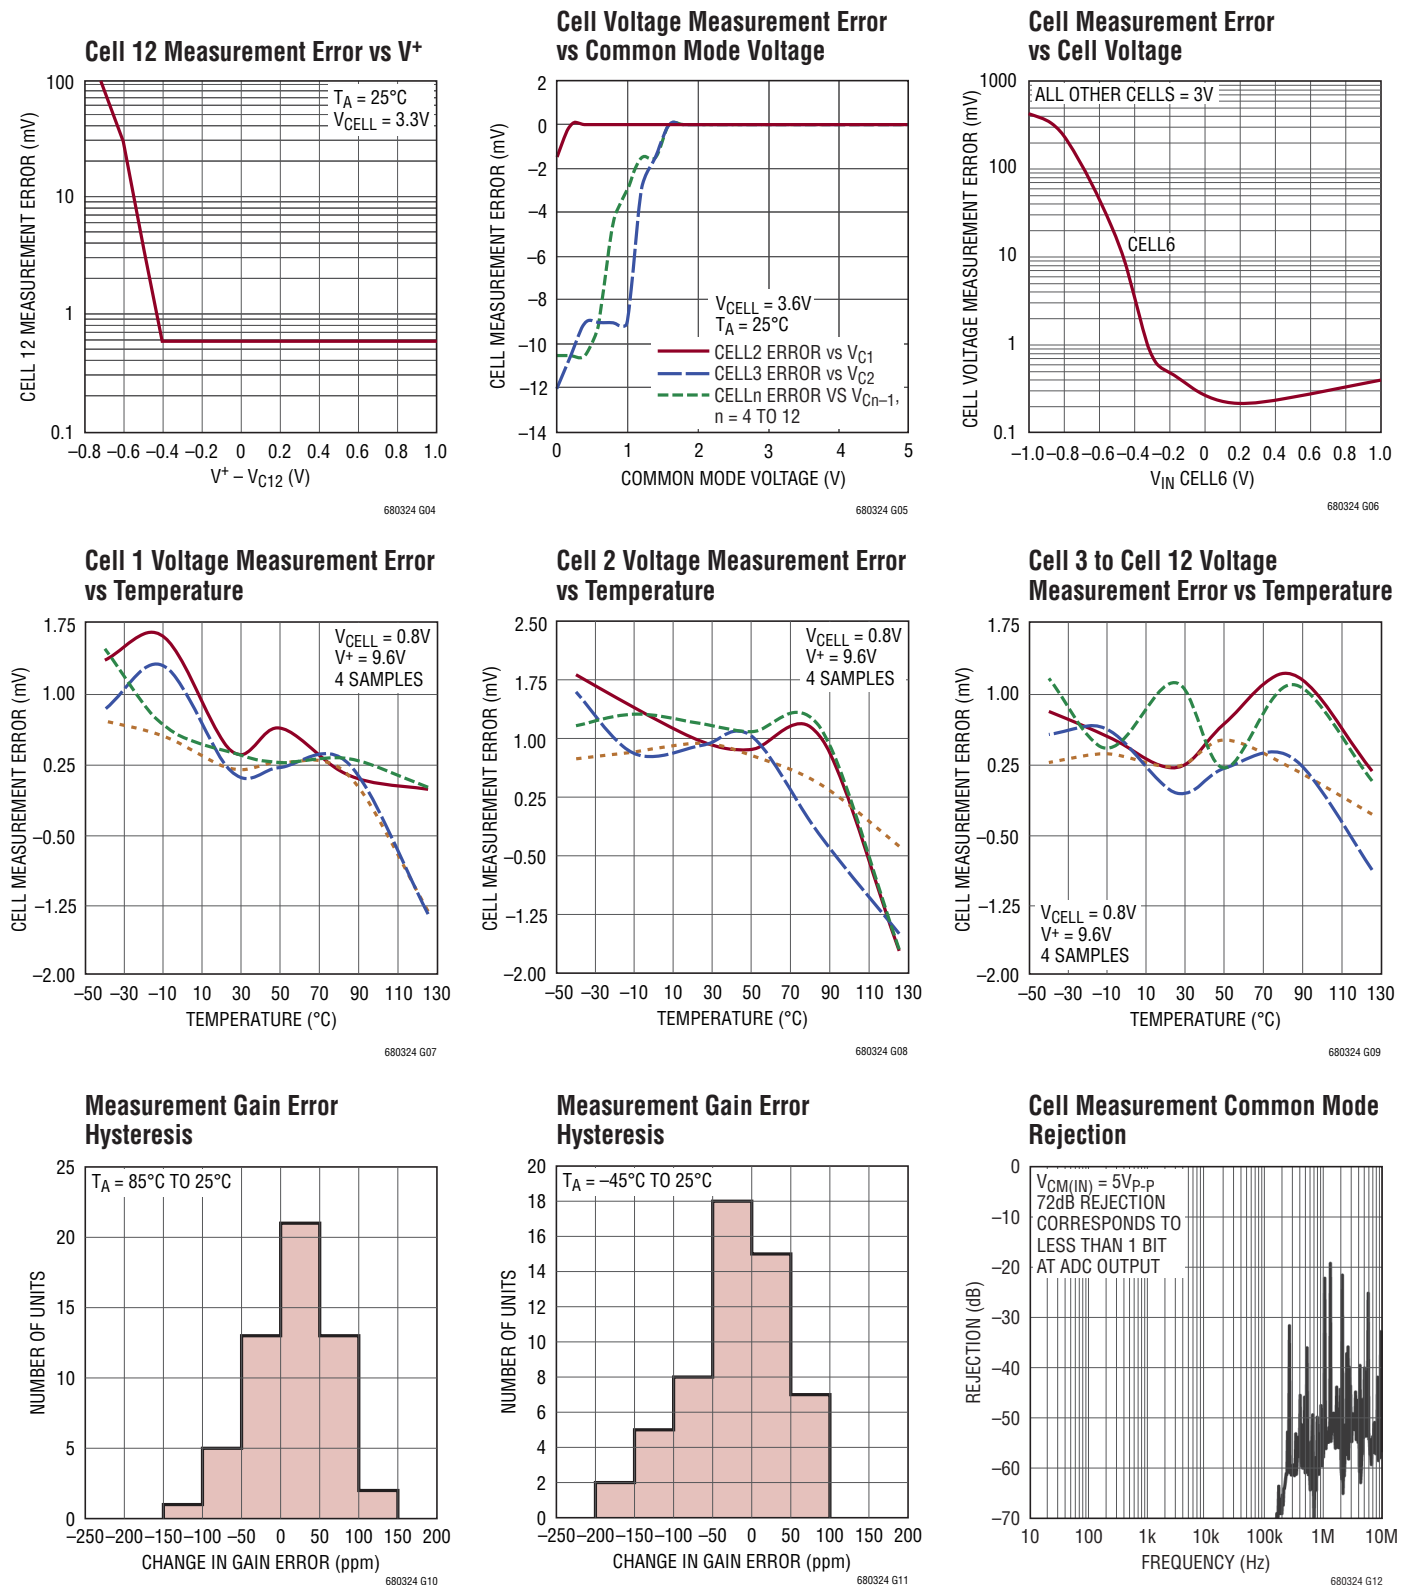 Cell 12 Measurement Error vs V+
100
10
1
0.1
CELL 12 MEASUREMENT ERROR (mV)
TA = 25°C
VCELL = 3.3V
–0.8 –0.6 –0.4 –0.2 0 0.2 0.4 0.6 0.8 1.0
V+ – VC12 (V)
680324 G04
Cell Voltage Measurement Error
vs Common Mode Voltage
2
0
–2
–4
–6
–8
–10
–12
–14
CELL MEASUREMENT ERROR (mV)
VCELL = 3.6V
TA = 25°C
CELL2 ERROR vs VC1
CELL3 ERROR vs VC2
CELLn ERROR VS VCn–1,
n = 4 TO 12
0 1 2 3 4 5
COMMON MODE VOLTAGE (V)
680324 G05
Cell Measurement Error
vs Cell Voltage
1000
100
10
1
0.1
CELL VOLTAGE MEASUREMENT ERROR (mV)
ALL OTHER CELLS = 3V
CELL6
–1.0 –0.8 –0.6 –0.4 –0.2 0 0.2 0.4 0.6 0.8 1.0
VIN CELL6 (V)
680324 G06
Cell 1 Voltage Measurement Error
vs Temperature
1.75
1.00
0.25
–0.50
–1.25
–2.00
CELL MEASUREMENT ERROR (mV)
VCELL = 0.8V
V+ = 9.6V
4 SAMPLES
–50 –30 –10 10 30 50 70 90 110 130
TEMPERATURE (°C)
680324 G07
Cell 2 Voltage Measurement Error
vs Temperature
2.50
1.75
1.00
0.25
–0.50
–1.25
–2.00
CELL MEASUREMENT ERROR (mV)
VCELL = 0.8V
V+ = 9.6V
4 SAMPLES
–50 –30 –10 10 30 50 70 90 110 130
TEMPERATURE (°C)
680324 G08
Cell 3 to Cell 12 Voltage
Measurement Error vs Temperature
1.75
1.00
0.25
–0.50
–1.25
–2.00
CELL MEASUREMENT ERROR (mV)
VCELL = 0.8V
V+ = 9.6V
4 SAMPLES
–50 –30 –10 10 30 50 70 90 110 130
TEMPERATURE (°C)
680324 G09
Measurement Gain Error
Hysteresis
25
20
15
10
5
0
NUMBER OF UNITS
TA = 85°C TO 25°C
–250 –200 –150 –100 –50 0 50 100 150 200
CHANGE IN GAIN ERROR (ppm)
680324 G10
Measurement Gain Error
Hysteresis
20
18
16
14
12
10
8
6
4
2
0
NUMBER OF UNITS
TA = –45°C TO 25°C
–250 –200 –150 –100 –50 0 50 100 150 200
CHANGE IN GAIN ERROR (ppm)
680324 G11
Cell Measurement Common Mode
Rejection
0
–10
–20
–30
–40
–50
–60
–70
REJECTION (dB)
VCM(IN) = 5VP-P
72dB REJECTION
CORRESPONDS TO
LESS THAN 1 BIT
AT ADC OUTPUT
10 100 1k 10k 100k 1M 10M
FREQUENCY (Hz)
680324 G12